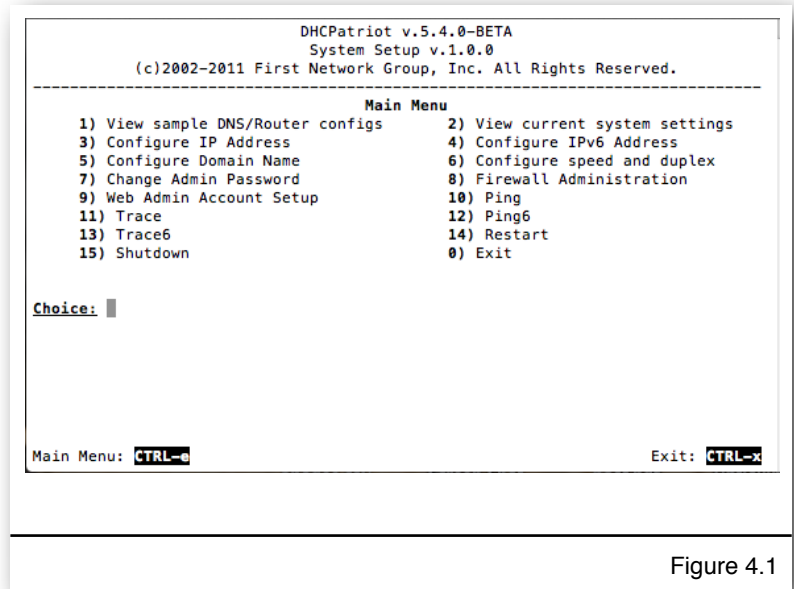 DHCPatriot v.5.4.0-BETA
System Setup v.1.0.0
(c)2002-2011 First Network Group, Inc. All Rights Reserved.
Main Menu
1) View sample DNS/Router configs 2) View current system settings
3) Configure IP Address 4) Configure IPv6 Address
5) Configure Domain Name 6) Configure speed and duplex
7) Change Admin Password 8) Firewall Administration
9) Web Admin Account Setup 10) Ping
11) Trace 12) Ping6
13) Trace6 14) Restart
15) Shutdown 0) Exit
Choice:
Main Menu: CTRL-e Exit: CTRL-x
Figure 4.1